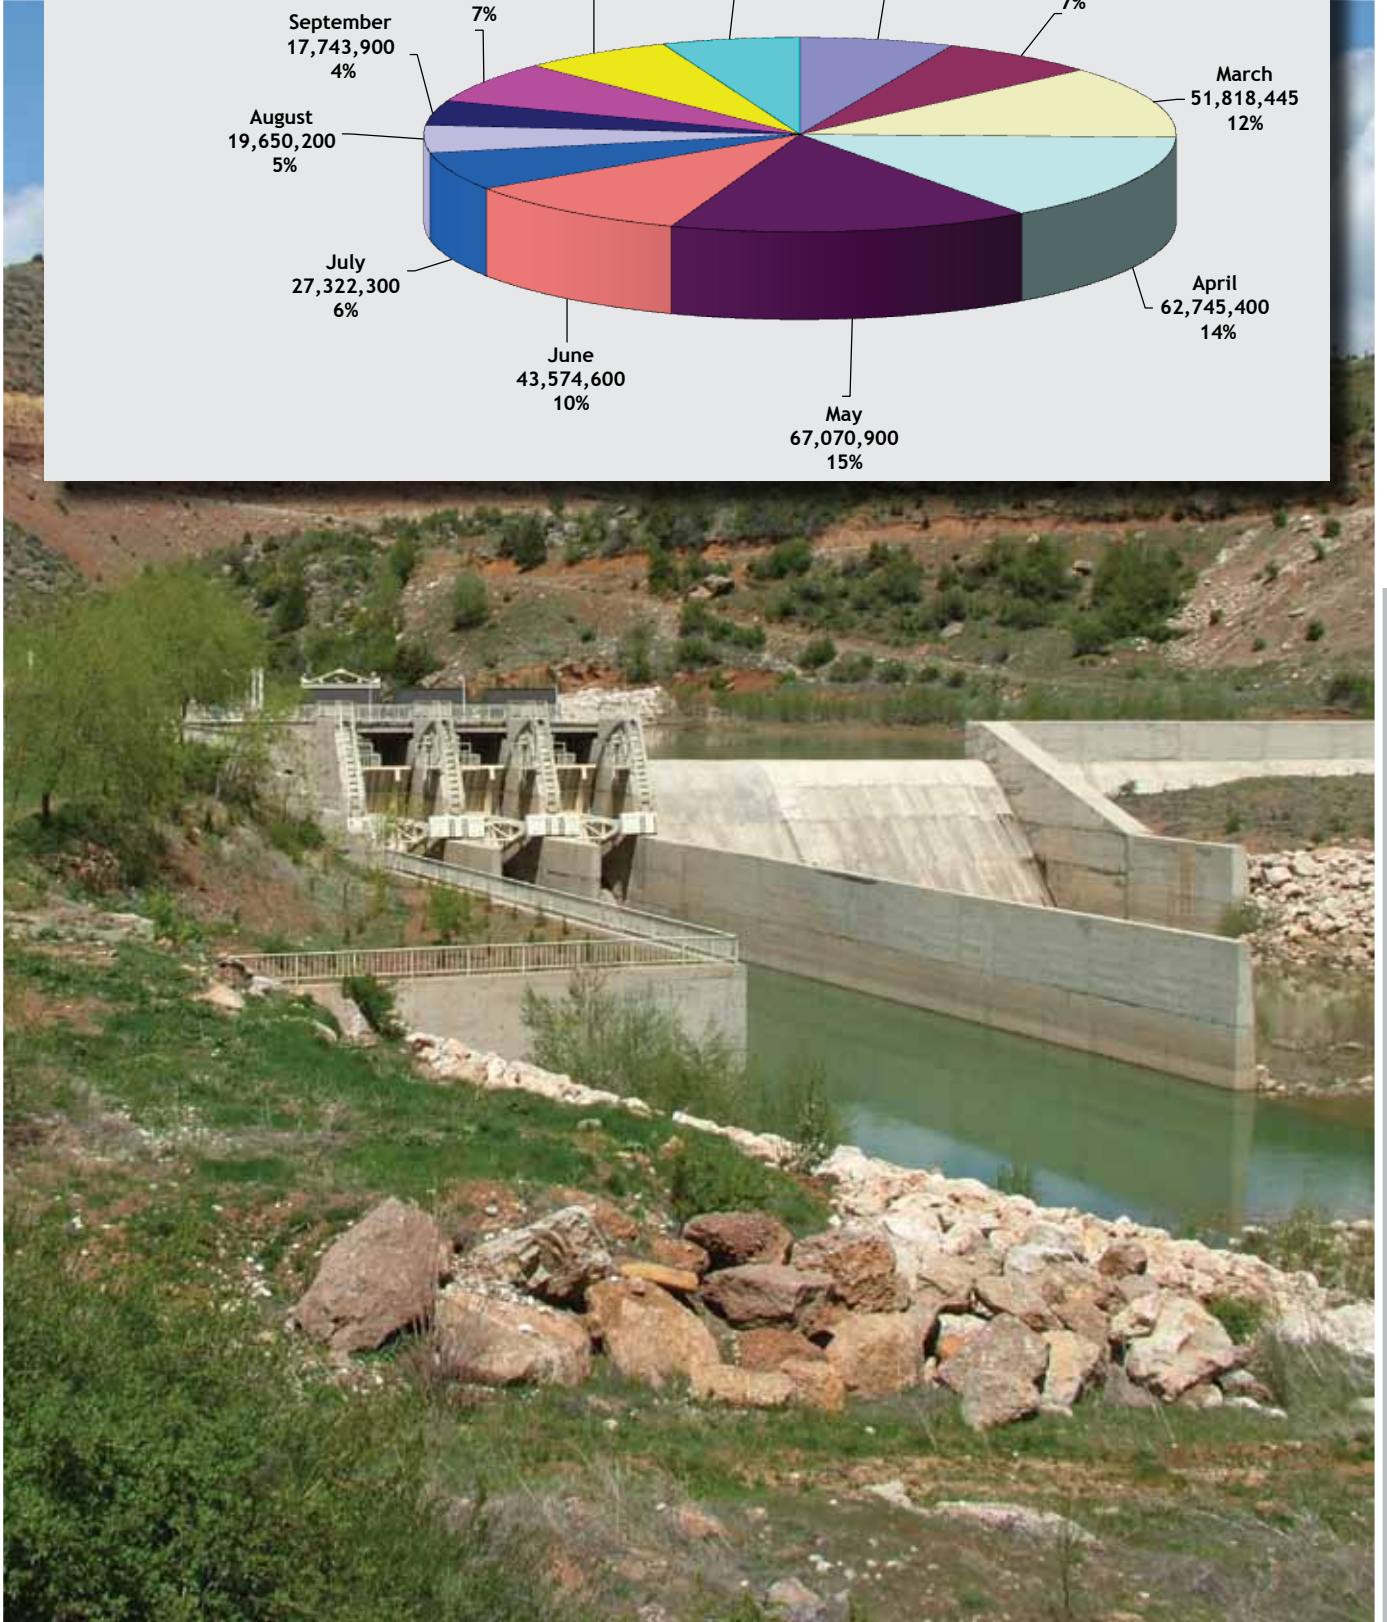 7%
7%
September
17,743,900
4%
August
19,650,200
5%
March
51,818,445
12%
July
27,322,300
6%
April
62,745,400
14%
June
43,574,600
10%
May
67,070,900
15%